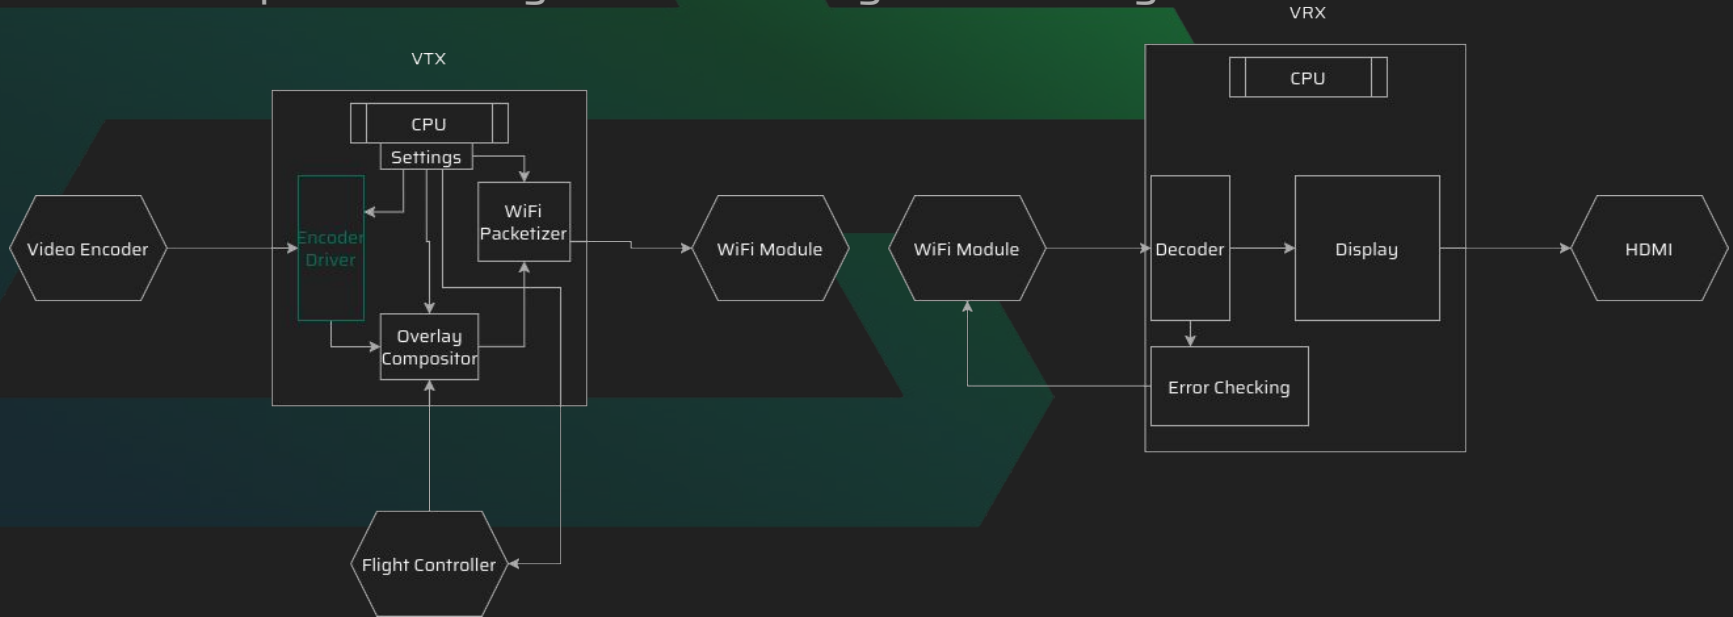 VRX
VTX
CPU
CPU
Settings
WiFi
Packetizer
Encoder
Driver
Video Encoder
WiFi Module
WiFi Module
Decoder
Display
HDMI
Overlay
Compositor
Error Checking
Flight Controller